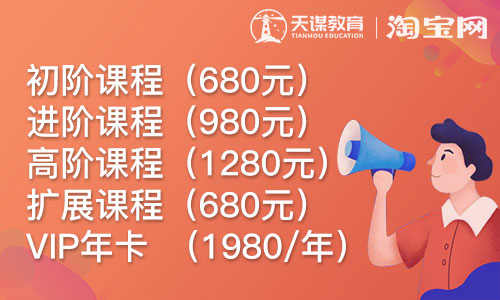 天谋教育
TIANMOU EDUCATION
淘宝网
初阶课程（680元）
进阶课程（980元）
高阶课程（1280元）
扩展课程（680元）
VIP年卡 （1980/年）